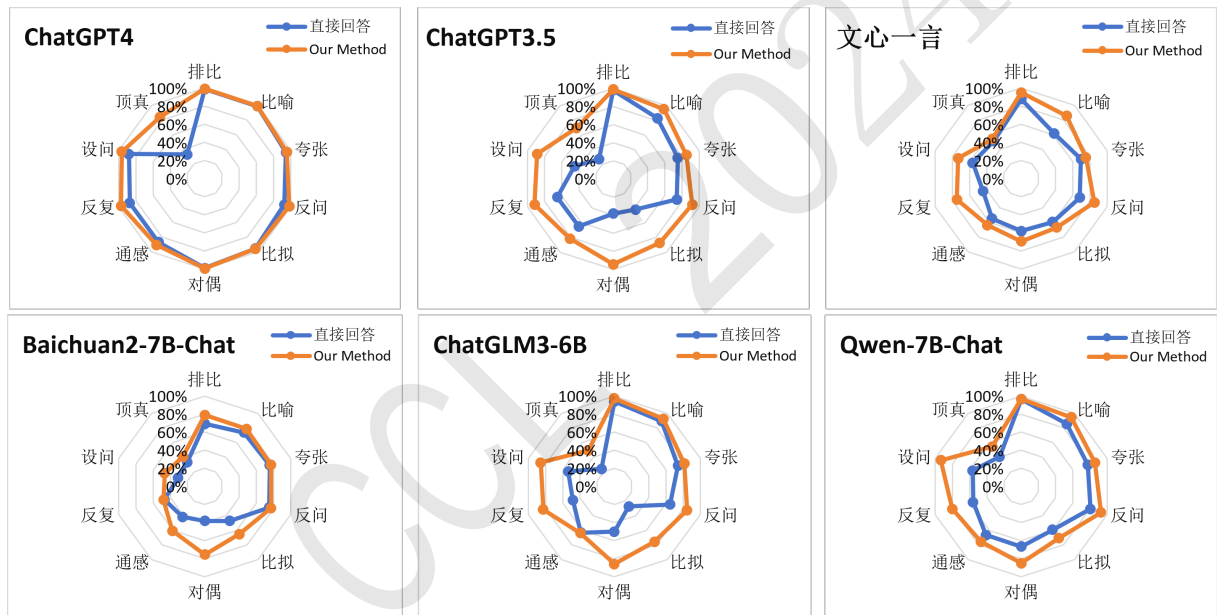 ChatGPT4
直接回答
Our Method
排比
比喻
夸张
反问
比拟
对偶
通感
反复
设问
顶真
100%
80%
60%
40%
20%
0%
ChatGPT3.5
直接回答
Our Method
排比
比喻
夸张
反问
比拟
对偶
通感
反复
设问
顶真
100%
80%
60%
40%
20%
0%
文心一言
直接回答
Our Method
排比
比喻
夸张
反问
比拟
对偶
通感
反复
设问
顶真
100%
80%
60%
40%
20%
0%
Baichuan2-7B-Chat
直接回答
Our Method
排比
比喻
夸张
反问
比拟
对偶
通感
反复
设问
顶真
100%
80%
60%
40%
20%
0%
ChatGLM3-6B
直接回答
Our Method
排比
比喻
夸张
反问
比拟
对偶
通感
反复
设问
顶真
100%
80%
60%
40%
20%
0%
Qwen-7B-Chat
直接回答
Our Method
排比
比喻
夸张
反问
比拟
对偶
通感
反复
设问
顶真
100%
80%
60%
40%
20%
0%
CCL 2024